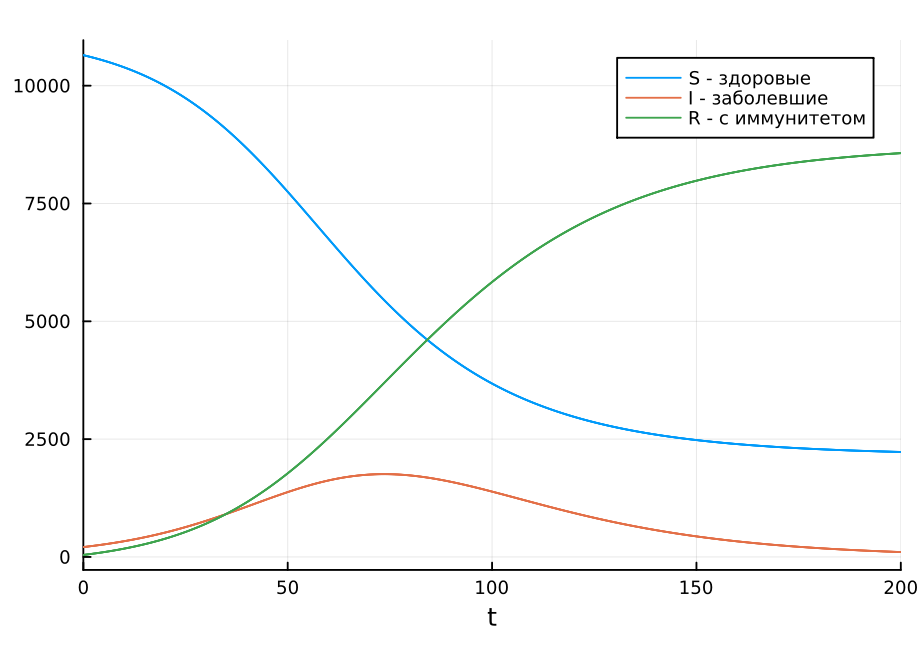 10000
7500
5000
2500
0
0
50
100
150
200
t
S - здоровые
I - заболевшие
R - с иммунитетом